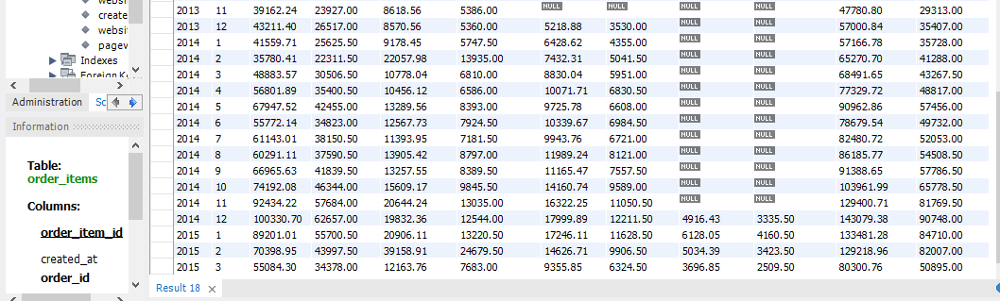 websi
create
websit
pagev
Indexes
Foreign Ke
Administration Sc
Information
Table:
order_items
Columns:
order_item_id
created_at
order_id
2013 11 39162.24 23927.00 8618.56 5386.00 NULL NULL NULL NULL 47780.80 29313.00
2013 12 43211.40 26517.00 8570.56 5360.00 5218.88 3530.00 NULL NULL 57000.84 35407.00
2014 1 41559.71 25625.50 9178.45 5747.50 6428.62 4355.00 NULL NULL 57166.78 35728.00
2014 2 35780.41 22311.50 22057.98 13935.00 7432.31 5041.50 NULL NULL 65270.70 41288.00
2014 3 48883.57 30506.50 10778.04 6810.00 8830.04 5951.00 NULL NULL 68491.65 43267.50
2014 4 56801.89 35400.50 10456.12 6586.00 10071.71 6830.50 NULL NULL 77329.72 48817.00
2014 5 67947.52 42455.00 13289.56 8393.00 9725.78 6608.00 NULL NULL 90962.86 57456.00
2014 6 55772.14 34823.00 12567.73 7924.50 10339.67 6984.50 NULL NULL 78679.54 49732.00
2014 7 61143.01 38150.50 11393.95 7181.50 9943.76 6721.00 NULL NULL 82480.72 52053.00
2014 8 60291.11 37590.50 13905.42 8797.00 11989.24 8121.00 NULL NULL 86185.77 54508.50
2014 9 66965.63 41839.50 13257.55 8389.50 11165.47 7557.50 NULL NULL 91388.65 57786.50
2014 10 74192.08 46344.00 15609.17 9845.50 14160.74 9589.00 NULL NULL 103961.99 65778.50
2014 11 92434.22 57684.00 20644.24 13035.00 16322.25 11050.50 NULL NULL 129400.71 81769.50
2014 12 100330.70 62657.00 19832.36 12544.00 17999.89 12211.50 4916.43 3335.50 143079.38 90748.00
2015 1 89201.01 55700.50 20906.11 13220.50 17246.11 11628.50 6128.05 4160.50 133481.28 84710.00
2015 2 70398.95 43997.50 39158.91 24679.50 14626.71 9906.50 5034.39 3423.50 129218.96 82007.00
2015 3 55084.30 34378.00 12163.76 7683.00 9355.85 6324.50 3696.85 2509.50 80300.76 50895.00
Result 18